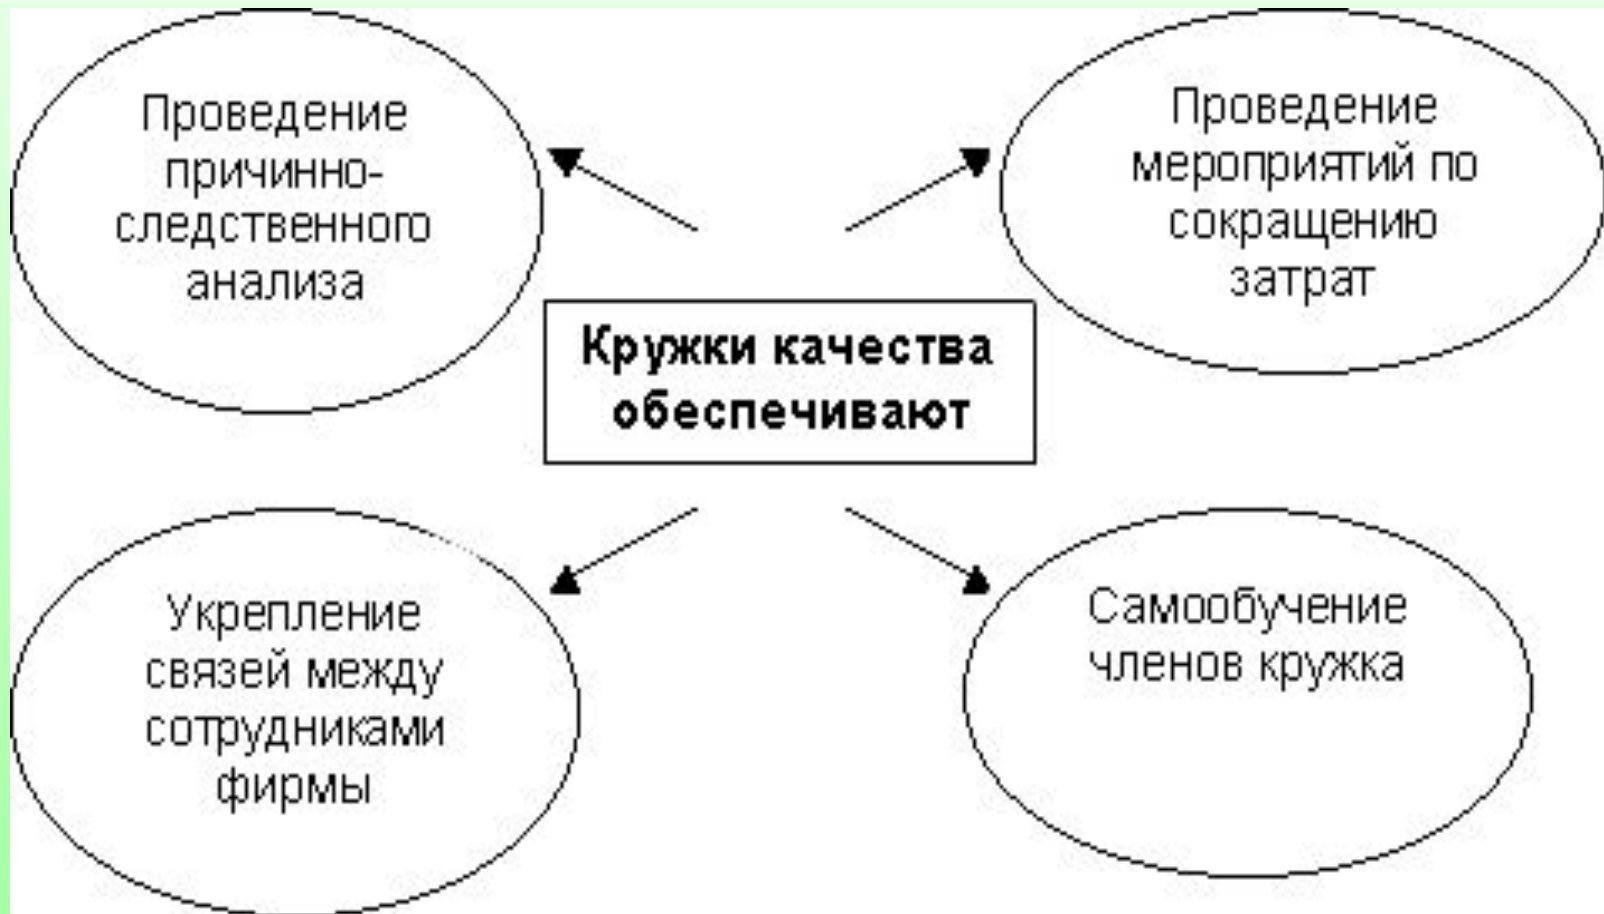 Проведение
причинно-
следственного
анализа
Проведение
мероприятий по
сокращению
затрат
Кружки качества
обеспечивают
Укрепление
связей между
сотрудниками
фирмы
Самообучение
членов кружка